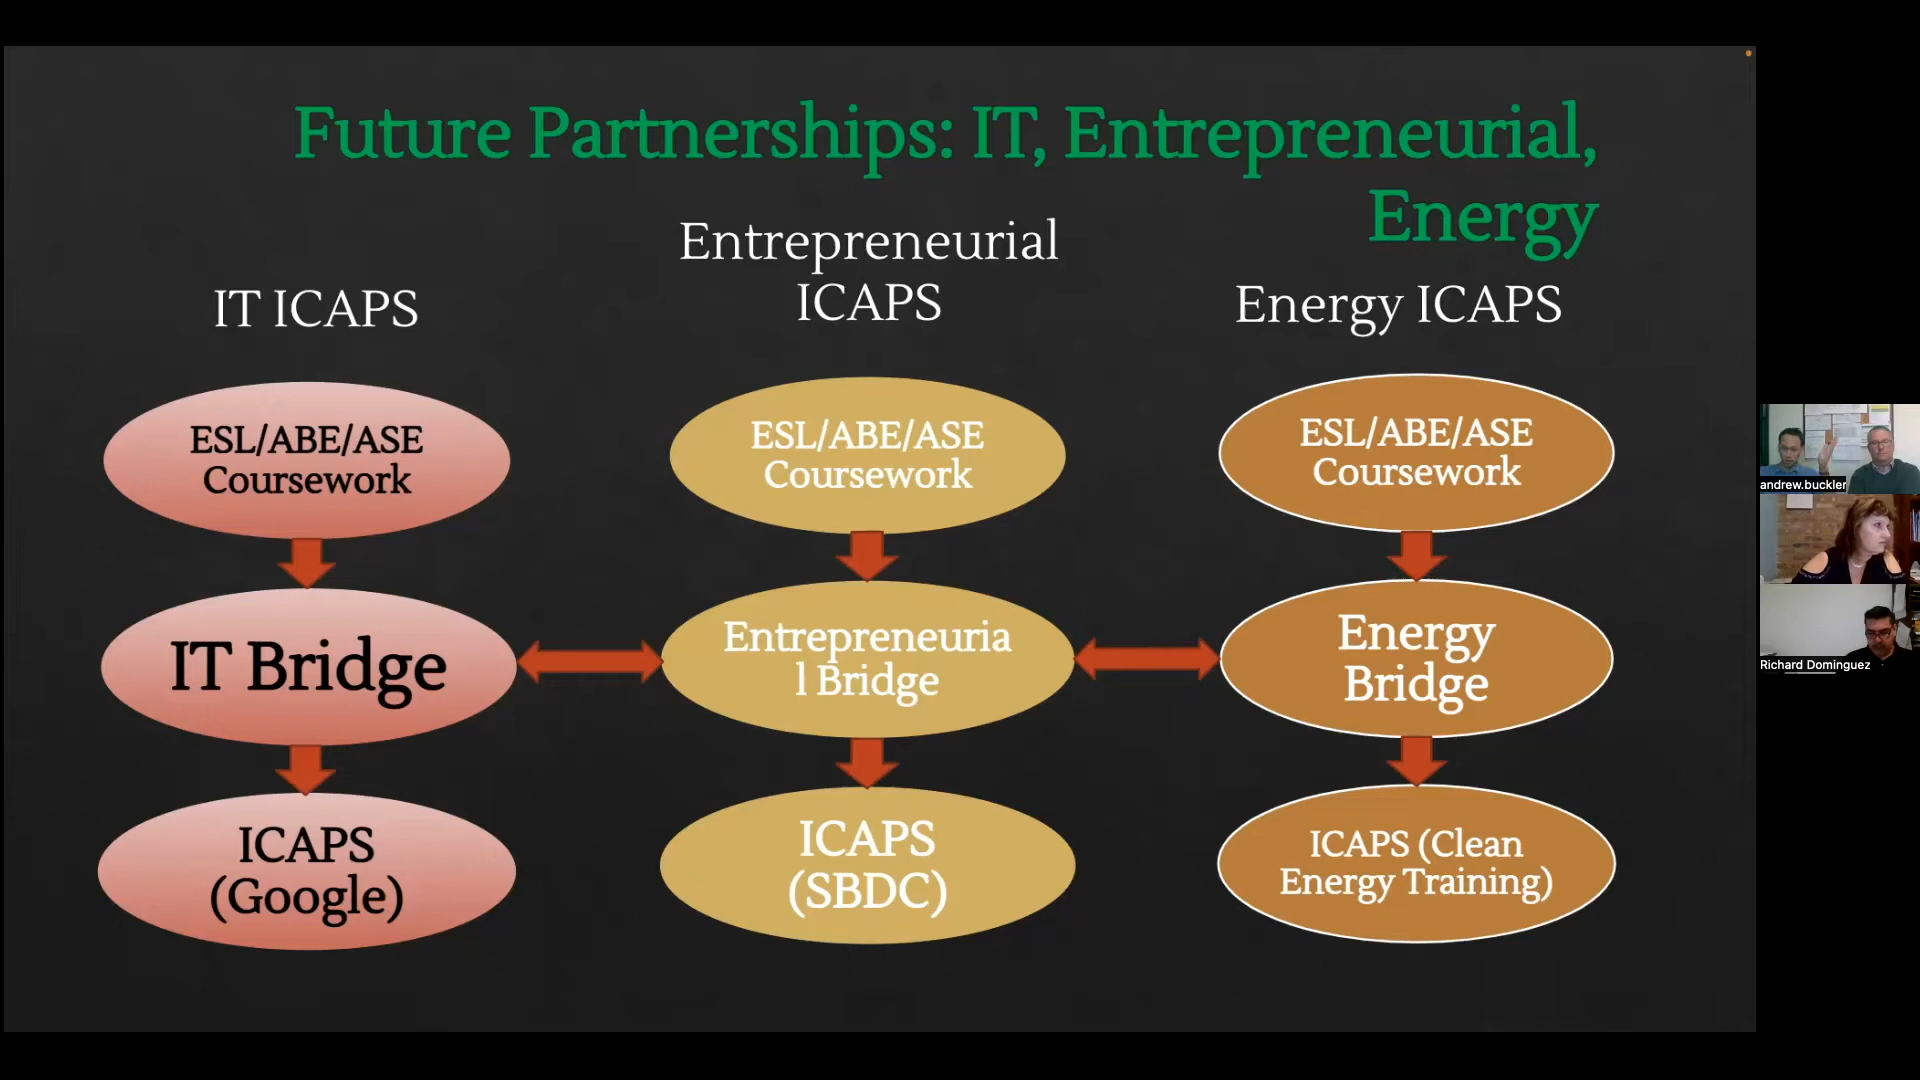 Future Partnerships: IT, Entrepreneurial,
Energy
IT ICAPS
Entrepreneurial
ICAPS
Energy ICAPS
ESL/ABE/ASE
Coursework
ESL/ABE/ASE
Coursework
ESL/ABE/ASE
Coursework
IT Bridge
Entrepreneuria
l Bridge
Energy
Bridge
ICAPS
(Google)
ICAPS
(SBDC)
ICAPS (Clean
Energy Training)
andrew.buckler
Richard Dominguez